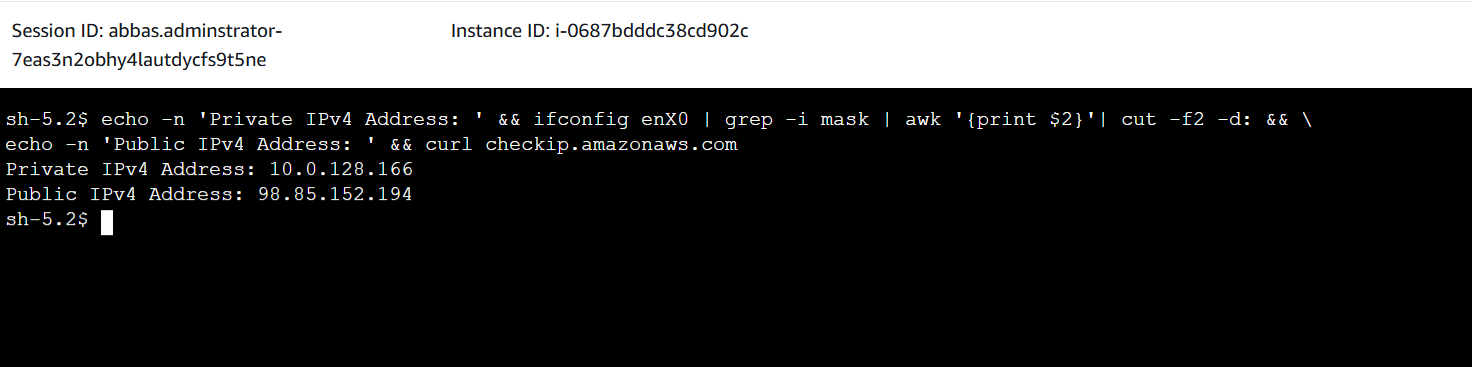 Session ID: abbas.adminstrator-
7eas3n2obhy4lautdycfs9t5ne
Instance ID: i-0687bdddc38cd902c
sh-5.2$ echo -n 'Private IPv4 Address: ' && ifconfig enX0 | grep -i mask | awk '{print $2}'| cut -f2 -d: && \
echo -n 'Public IPv4 Address: ' && curl checkip.amazonaws.com
Private IPv4 Address: 10.0.128.166
Public IPv4 Address: 98.85.152.194
sh-5.2$